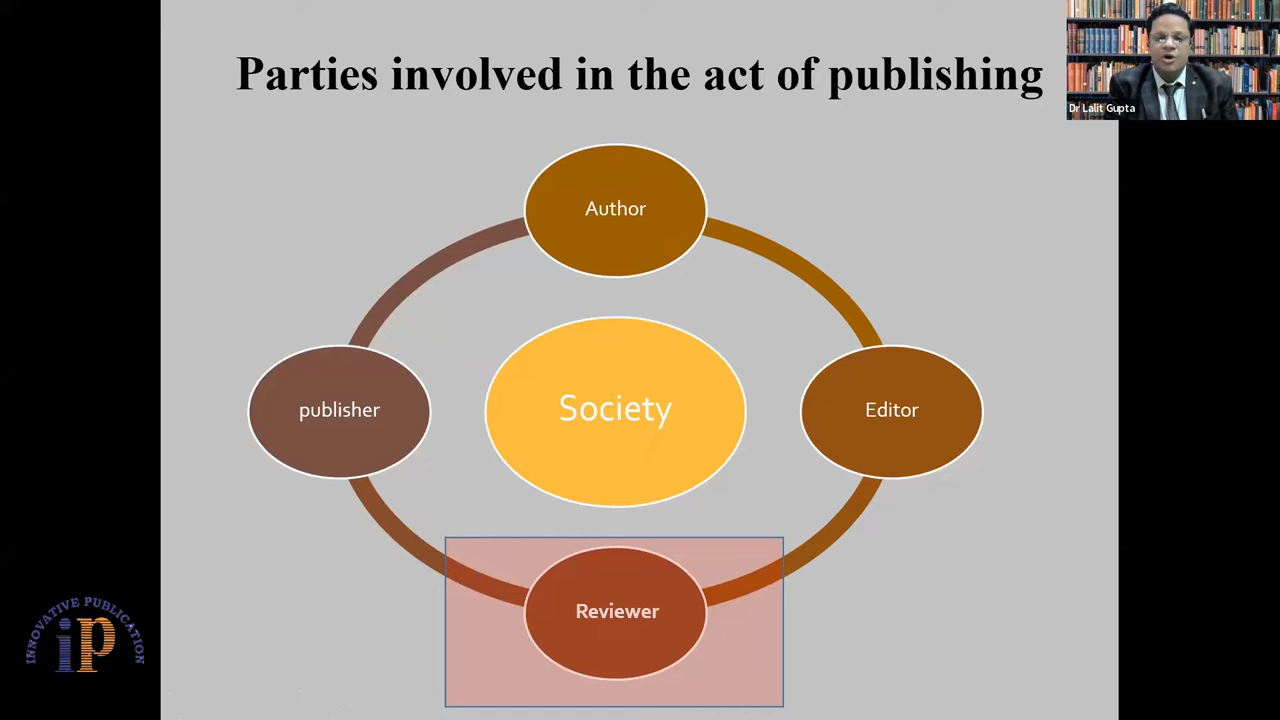 Parties involved in the act of publishing
Dr Lalit Gupta
Author
publisher
Society
Editor
Reviewer
INNOVATIVE PUBLICATION
iP